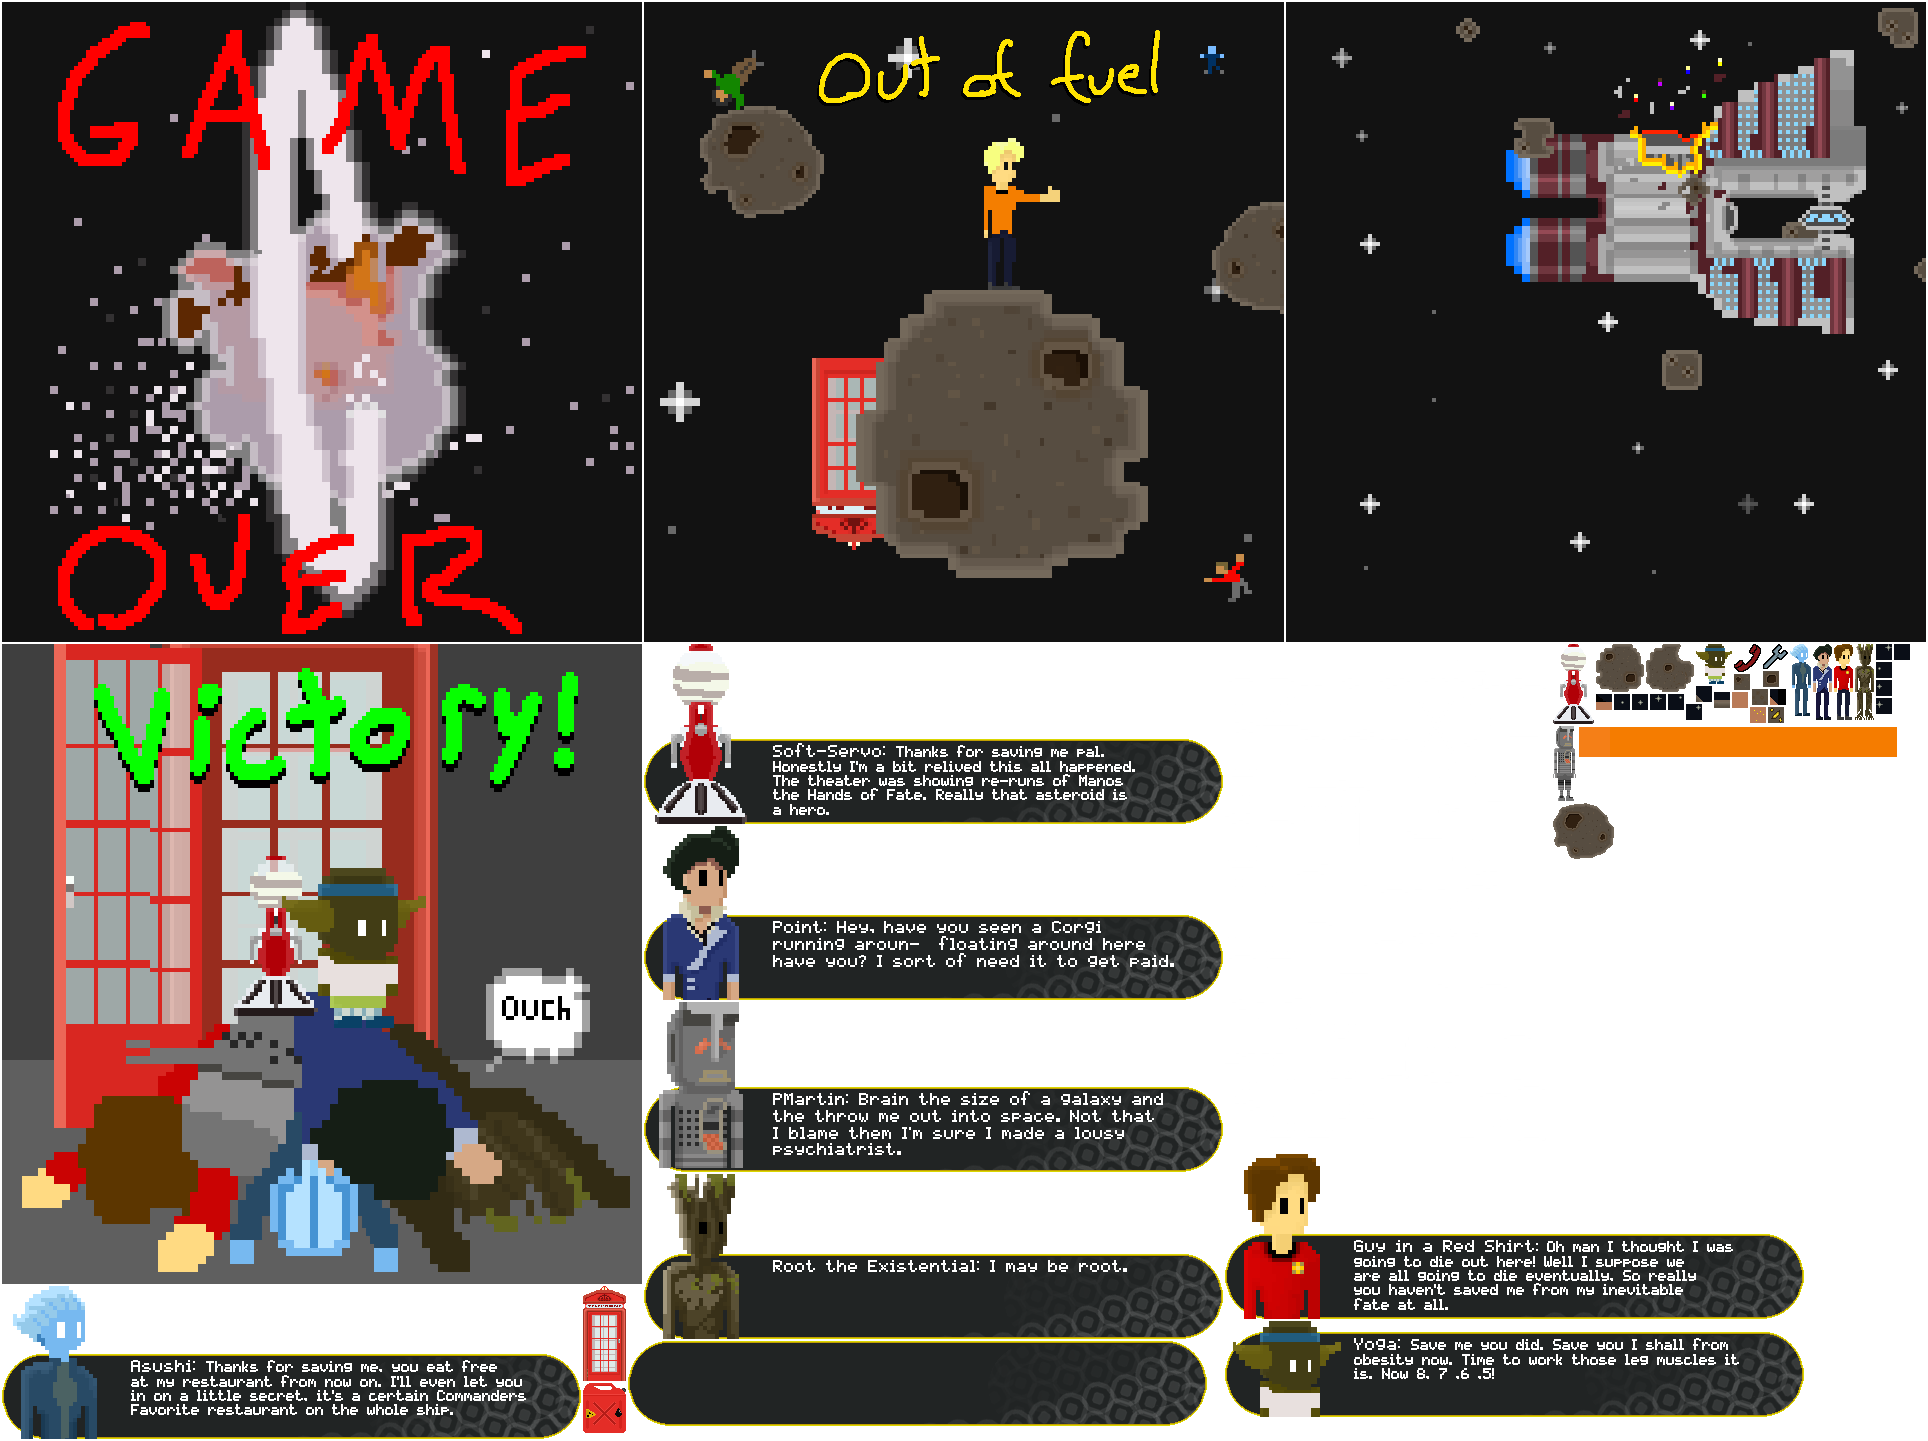 GAME
OVER
Out of fuel
Victory!
OUCH
Soft-Servo: Thanks for saving me pal.
Honestly I'm a bit relived this all happened.
The theater was showing re-runs of Manos
the Hands of Fate. Really that asteroid is
a hero.
Point: Hey, have you seen a Corgi
running aroun- floating around here
have you? I sort of need it to get paid.
PMartin: Brain the size of a galaxy and
the throw me out into space. Not that
I blame them I'm sure I made a lousy
psychiatrist.
Root the Existential: I may be root.
Guy in a Red Shirt: Oh man I thought I was
going to die out here! Well I suppose we
are all going to die eventually. So really
you haven't saved me from my inevitable
fate at all.
Yoga: Save me you did. Save you I shall from
obesity now. Time to work those leg muscles it
is. Now 8. 7 .6 .5!
Asushi: Thanks for saving me, you eat free
at my restaurant from now on. I'll even let you
in on a little secret, it's a certain Commanders
Favorite restaurant on the whole ship.